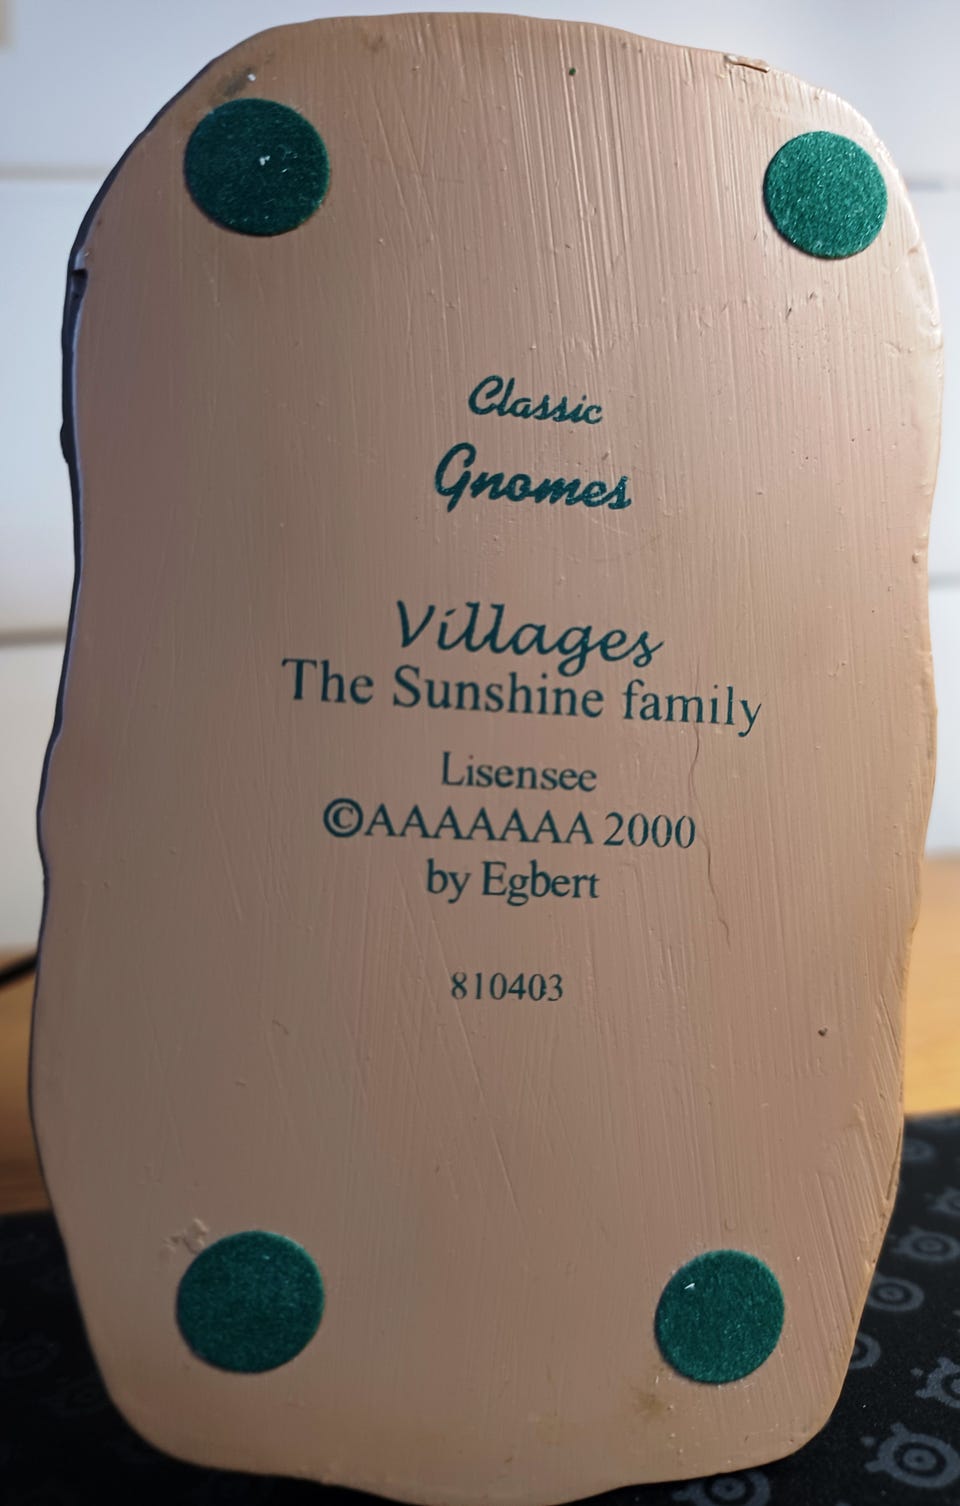 Classic
Gnomes
Villages
The Sunshine family
Lisensee
©AAAAAAA 2000
by Egbert
810403